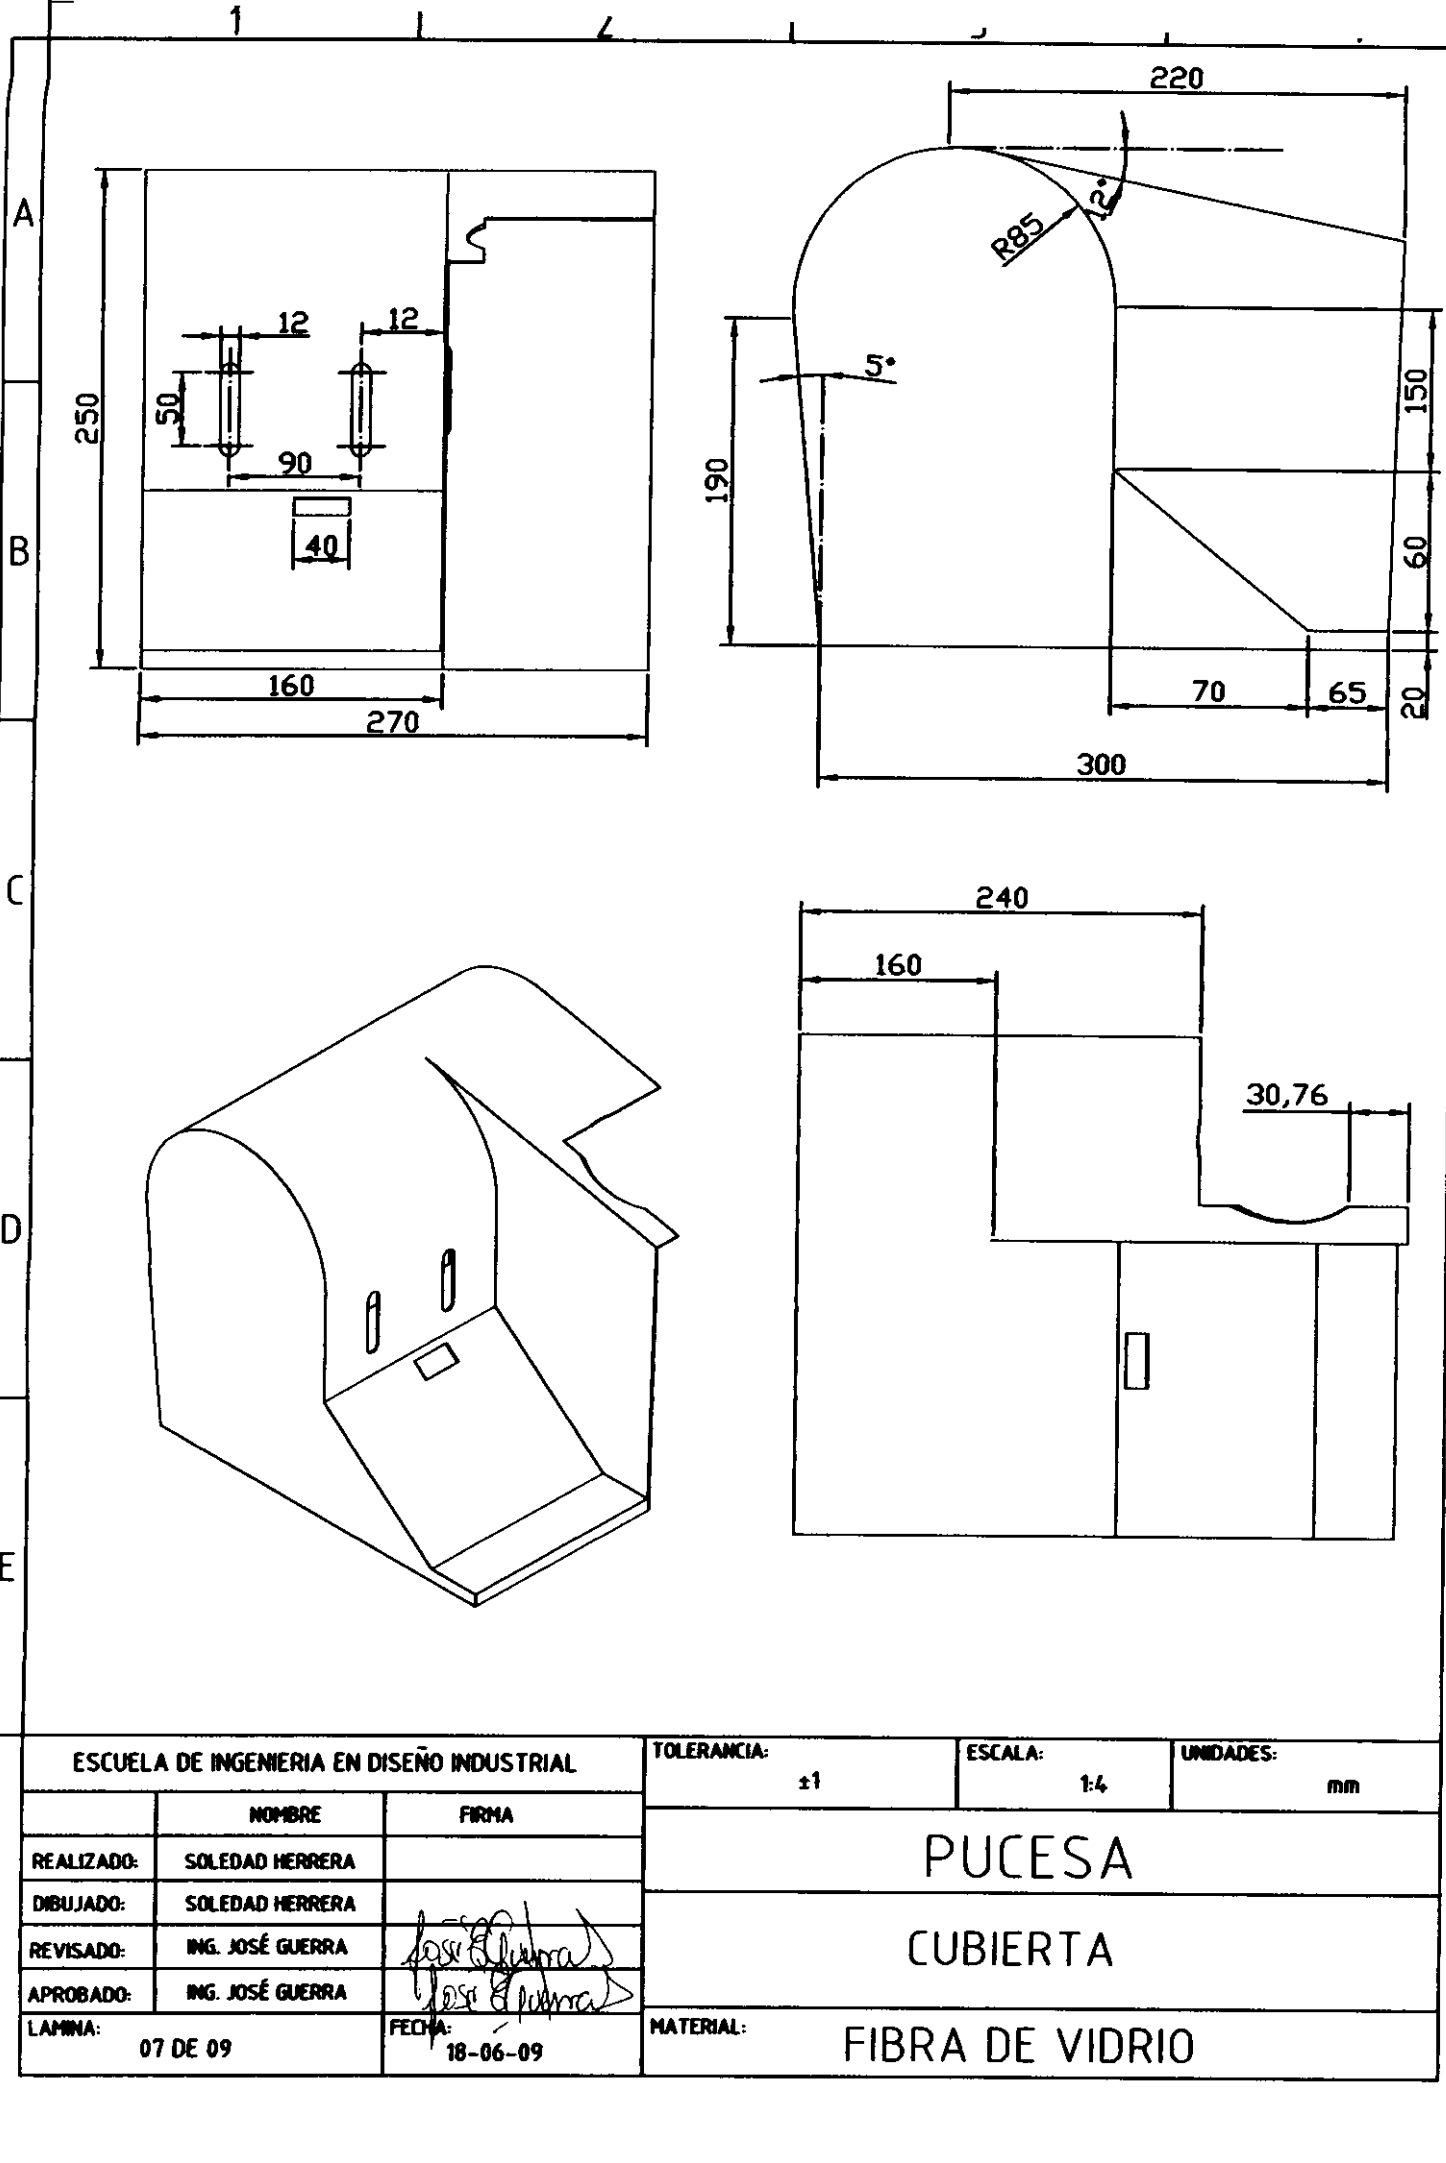 1
A
B
C
D
E
250
12
12
50
90
40
160
270
220
12°
R85
5°
190
150
60
20
70
65
300
240
160
30,76
ESCUELA DE INGENIERIA EN DISEÑO INDUSTRIAL
NOMBRE FIRMA
REALIZADO: SOLEDAD HERRERA
DIBUJADO: SOLEDAD HERRERA
REVISADO: ING. JOSÉ GUERRA
APROBADO: ING. JOSÉ GUERRA
LAMINA: 07 DE 09
FECHA: 18-06-09
TOLERANCIA: ±1
ESCALA: 1:4
UNIDADES: mm
PUCESA
CUBIERTA
MATERIAL: FIBRA DE VIDRIO